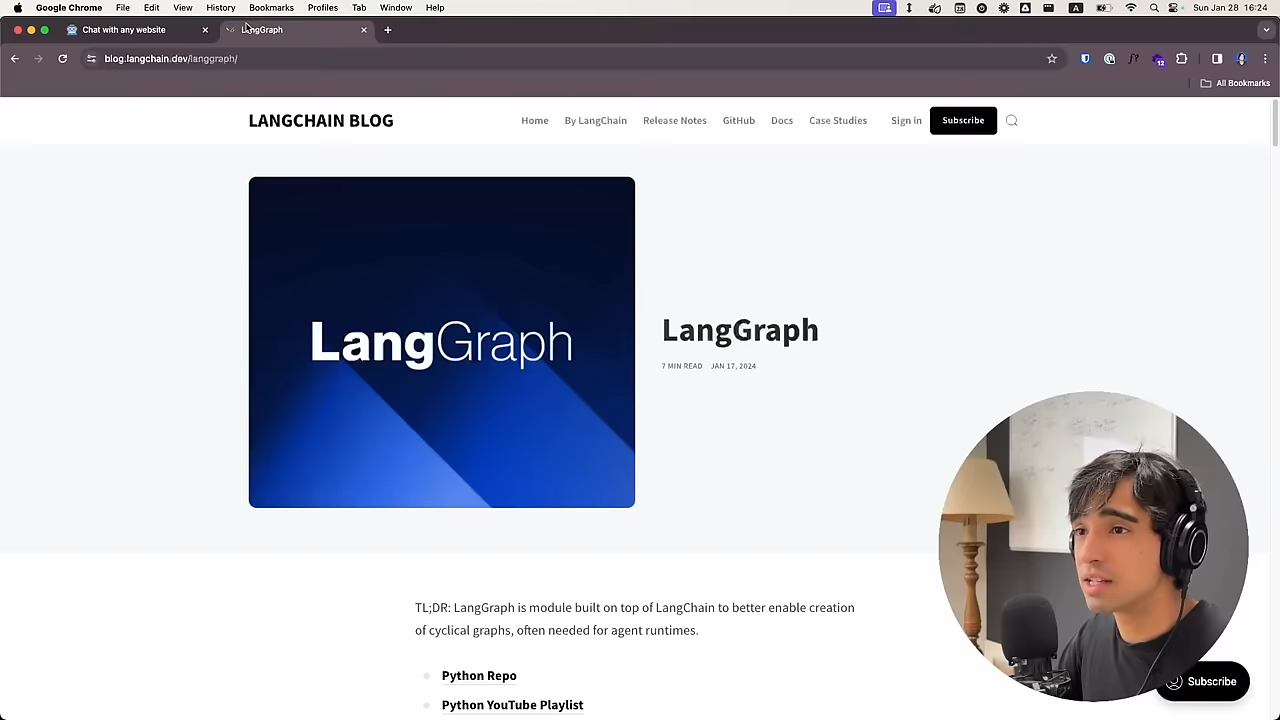 Google Chrome File Edit View History Bookmarks Profiles Tab Window Help
Sun Jan 28 16:24
Chat with any website
LangGraph
blog.langchain.dev/langgraph/
12
All Bookmarks
LANGCHAIN BLOG
Home By LangChain Release Notes GitHub Docs Case Studies Sign in Subscribe
LangGraph
LangGraph
7 MIN READ JAN 17, 2024
TL;DR: LangGraph is module built on top of LangChain to better enable creation
of cyclical graphs, often needed for agent runtimes.
Python Repo
Python YouTube Playlist
Subscribe